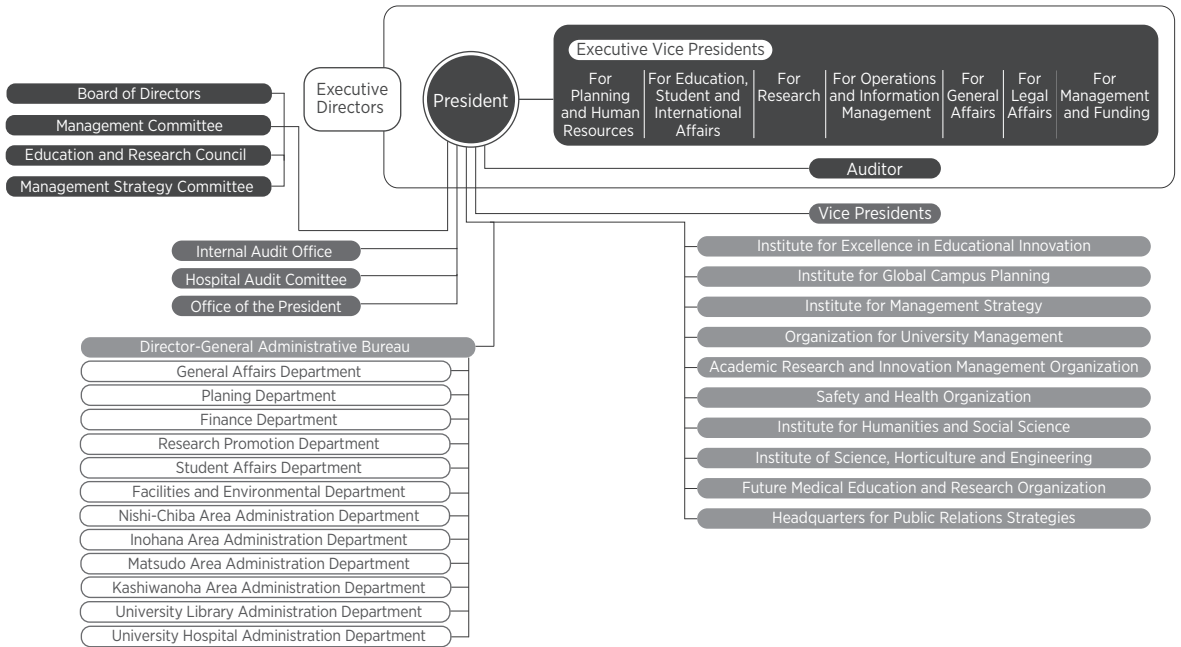 Executive Vice Presidents
For
Planning
and Human
Resources
For Education,
Student and
International
Affairs
For
Research
For Operations
and Information
Management
For
General
Affairs
For
Legal
Affairs
For
Management
and Funding
Executive
Directors
President
Board of Directors
Management Committee
Education and Research Council
Management Strategy Committee
Auditor
Vice Presidents
Internal Audit Office
Hospital Audit Comittee
Office of the President
Director-General Administrative Bureau
General Affairs Department
Planing Department
Finance Department
Research Promotion Department
Student Affairs Department
Facilities and Environmental Department
Nishi-Chiba Area Administration Department
Inohana Area Administration Department
Matsudo Area Administration Department
Kashiwanoha Area Administration Department
University Library Administration Department
University Hospital Administration Department
Institute for Excellence in Educational Innovation
Institute for Global Campus Planning
Institute for Management Strategy
Organization for University Management
Academic Research and Innovation Management Organization
Safety and Health Organization
Institute for Humanities and Social Science
Institute of Science, Horticulture and Engineering
Future Medical Education and Research Organization
Headquarters for Public Relations Strategies